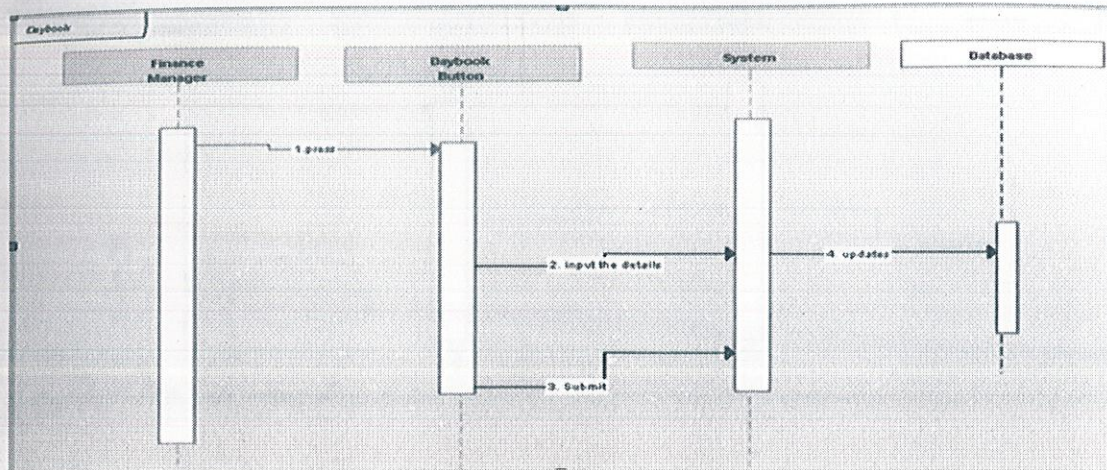 Daybook
Finance
Manager
Daybook
Button
System
Database
1.press
2. input the details
4. updates
3. Submit